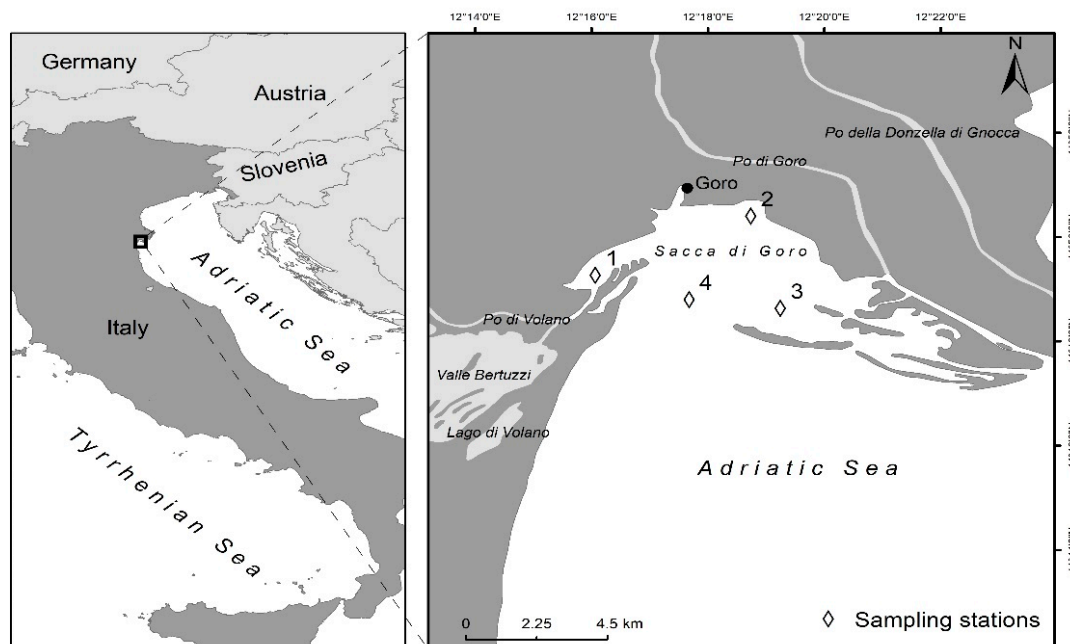 12°14'0"E
12°16'0"E
12°18'0"E
12°20'0"E
12°22'0"E
Germany
Austria
Slovenia
Italy
Adriatic Sea
Tyrrhenian Sea
N
Po della Donzella di Gnocca
Po di Goro
Goro
2
Sacca di Goro
1
4
3
Po di Volano
Valle Bertuzzi
Lago di Volano
Adriatic Sea
0 2.25 4.5 km
Sampling stations